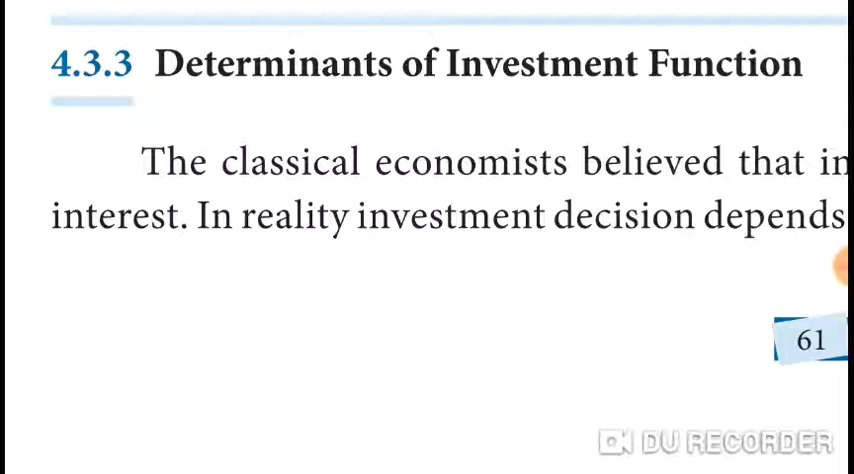 4.3.3 Determinants of Investment Function
The classical economists believed that in
interest. In reality investment decision depends
61
DU RECORDER